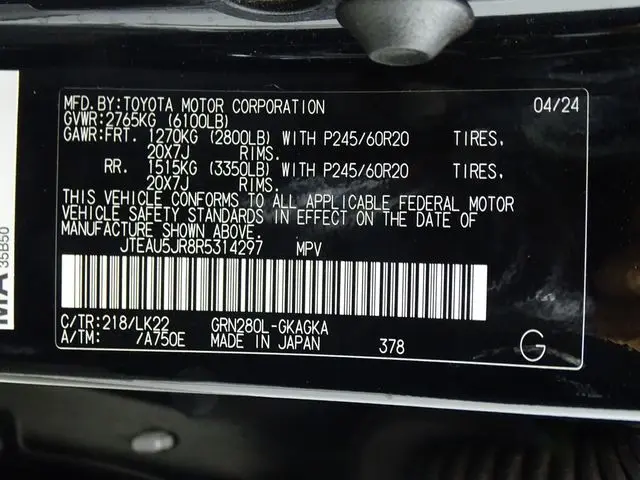 MFD.BY:TOYOTA MOTOR CORPORATION 04/24
GVWR:2765KG (6100LB)
GAWR:FRT. 1270KG (2800LB) WITH P245/60R20 TIRES,
20X7J RIMS.
RR. 1515KG (3350LB) WITH P245/60R20 TIRES,
20X7J RIMS.
THIS VEHICLE CONFORMS TO ALL APPLICABLE FEDERAL MOTOR
VEHICLE SAFETY STANDARDS IN EFFECT ON THE DATE OF
MANUFACTURE SHOWN ABOVE.
JTEAU5JR8R5314297 MPV
C/TR:218/LK22 GRN280L-GKAGKA
A/TM: /A750E MADE IN JAPAN 378
G
MA
35B50